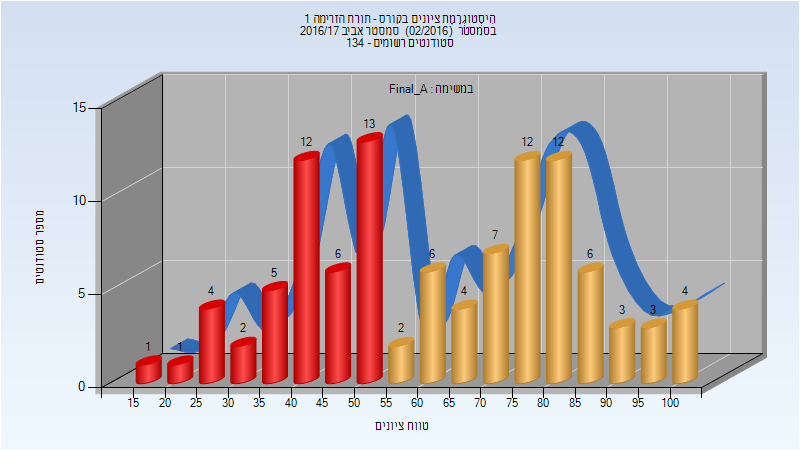 היסטוגרמת ציונים בקורס - תורת הזרימה 1
בסמסטר (02/2016) סמסטר אביב 2016/17
סטודנטים רשומים - 134
במשימה : Final_A
15
10
5
0
מספר סטודנטים
1 1 4 2 5 12 6 13 2 6 4 7 12 12 6 3 3 4
15 20 25 30 35 40 45 50 55 60 65 70 75 80 85 90 95 100
טווח ציונים